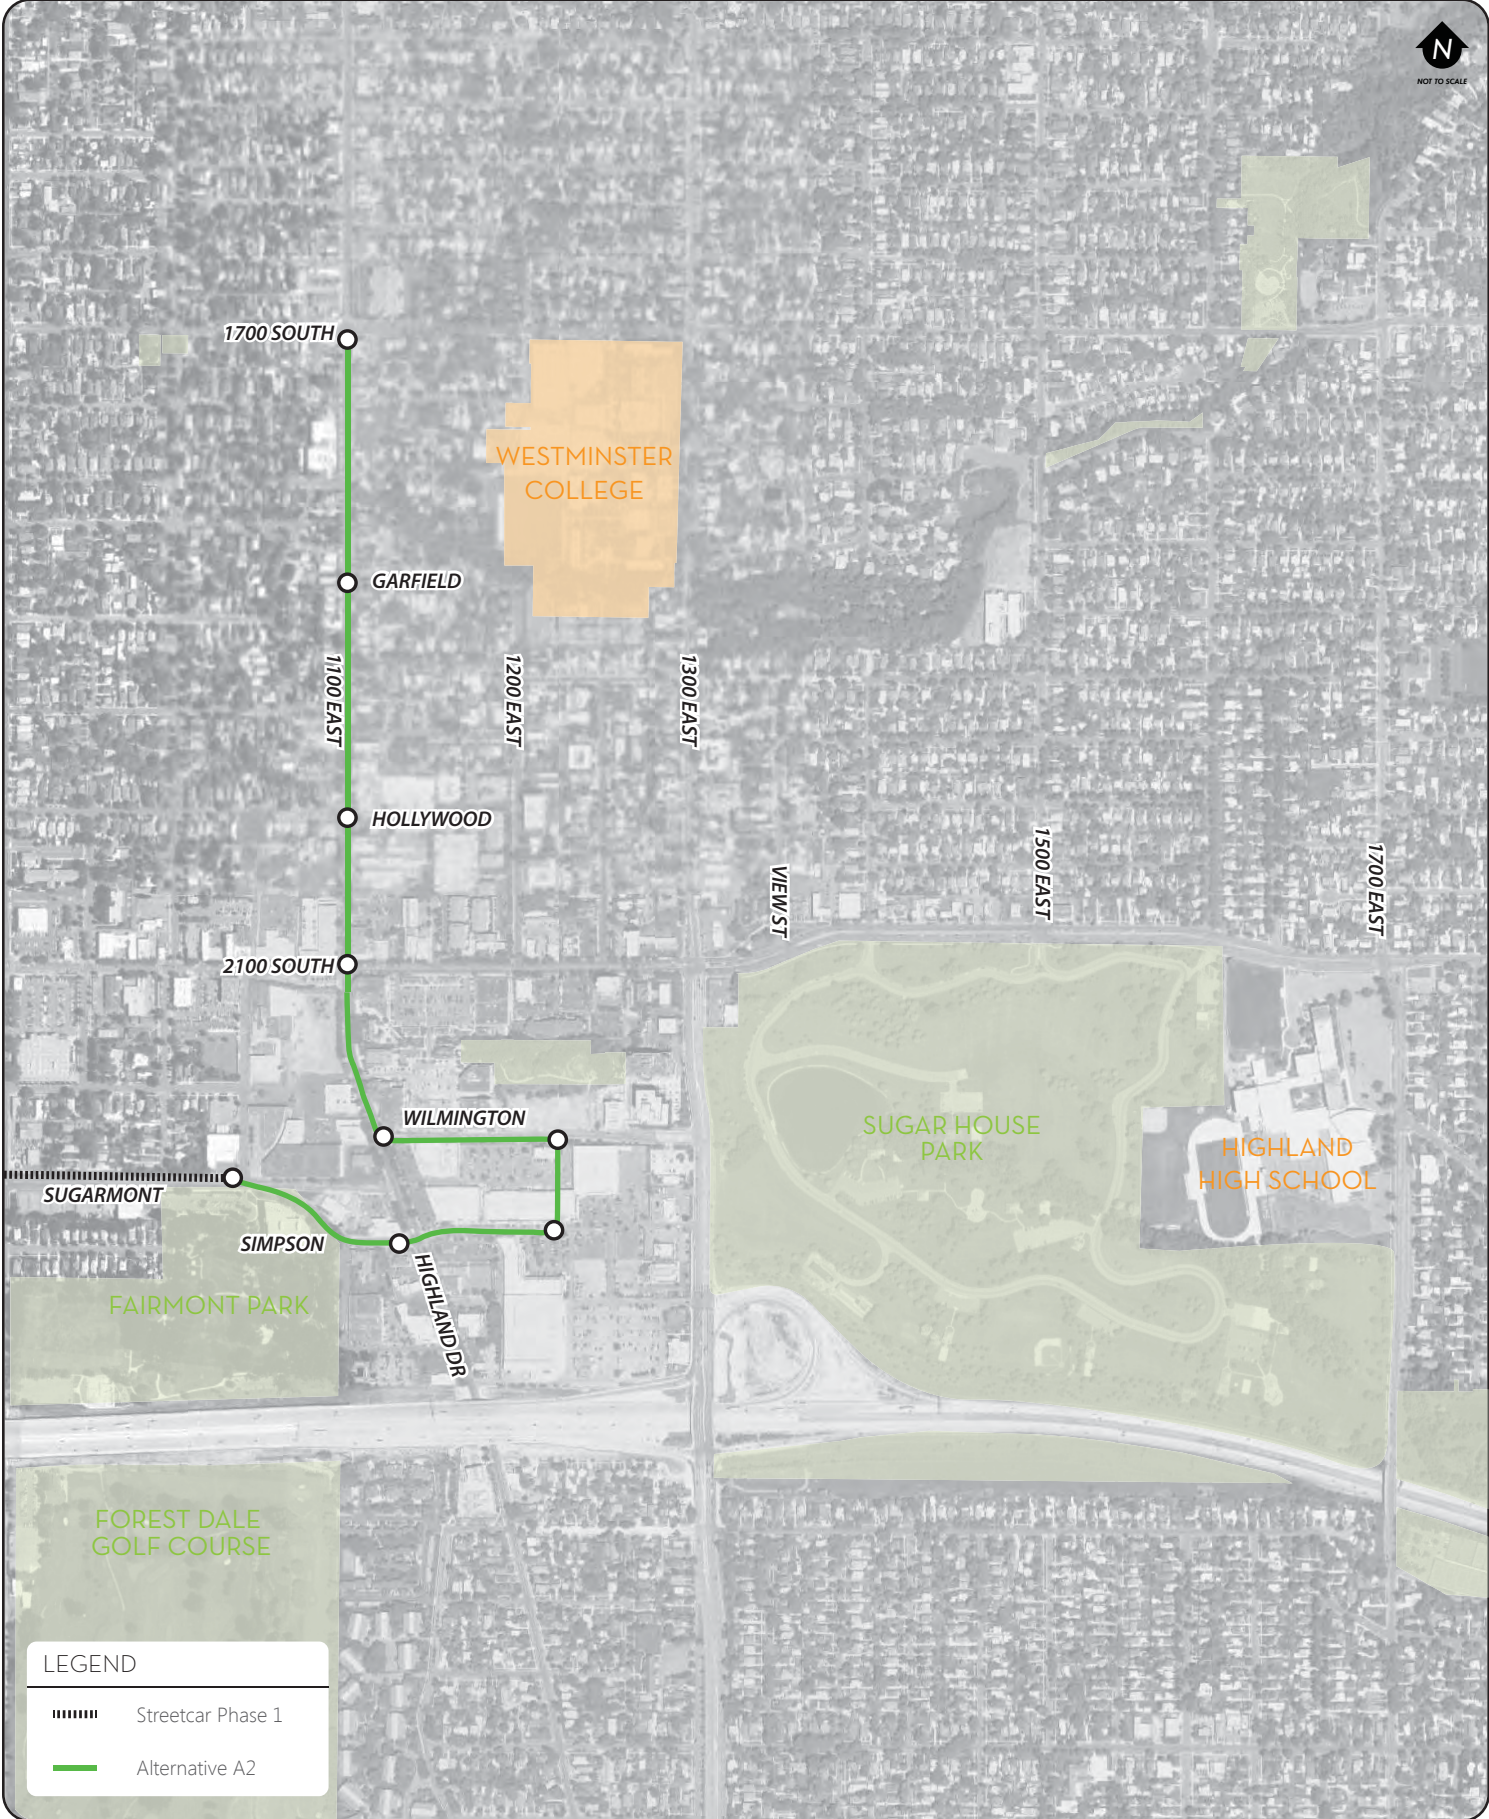 N
NOT TO SCALE
1700 SOUTH
WESTMINSTER
COLLEGE
GARFIELD
1100 EAST
1200 EAST
1300 EAST
HOLLYWOOD
VIEW ST
1500 EAST
1700 EAST
2100 SOUTH
WILMINGTON
SUGAR HOUSE
PARK
HIGHLAND
HIGH SCHOOL
SUGARMONT
SIMPSON
HIGHLAND DR
FAIRMONT PARK
FOREST DALE
GOLF COURSE
LEGEND
Streetcar Phase 1
Alternative A2